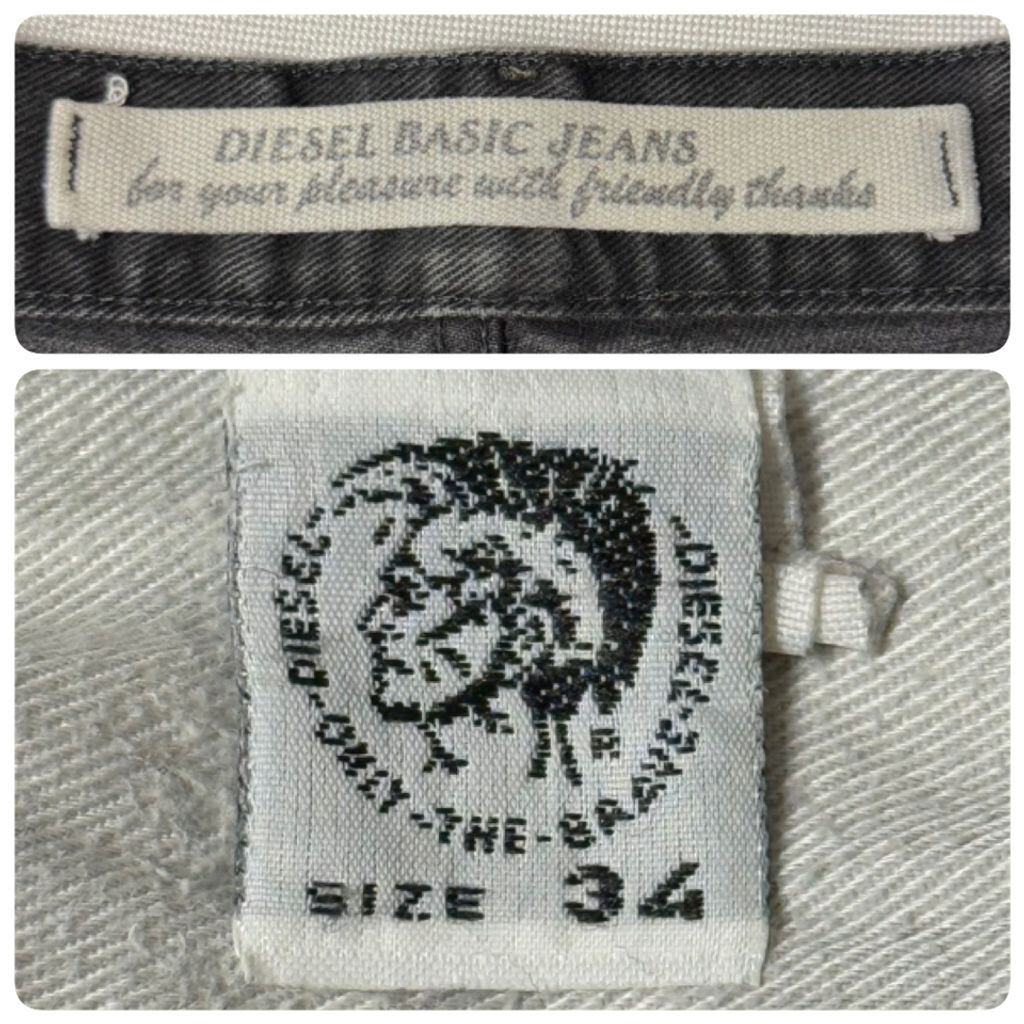 DIESEL BASIC JEANS
for your pleasure with friendly thanks
DIESEL-ONLY-THE-BRAVE-DIESEL
SIZE 34